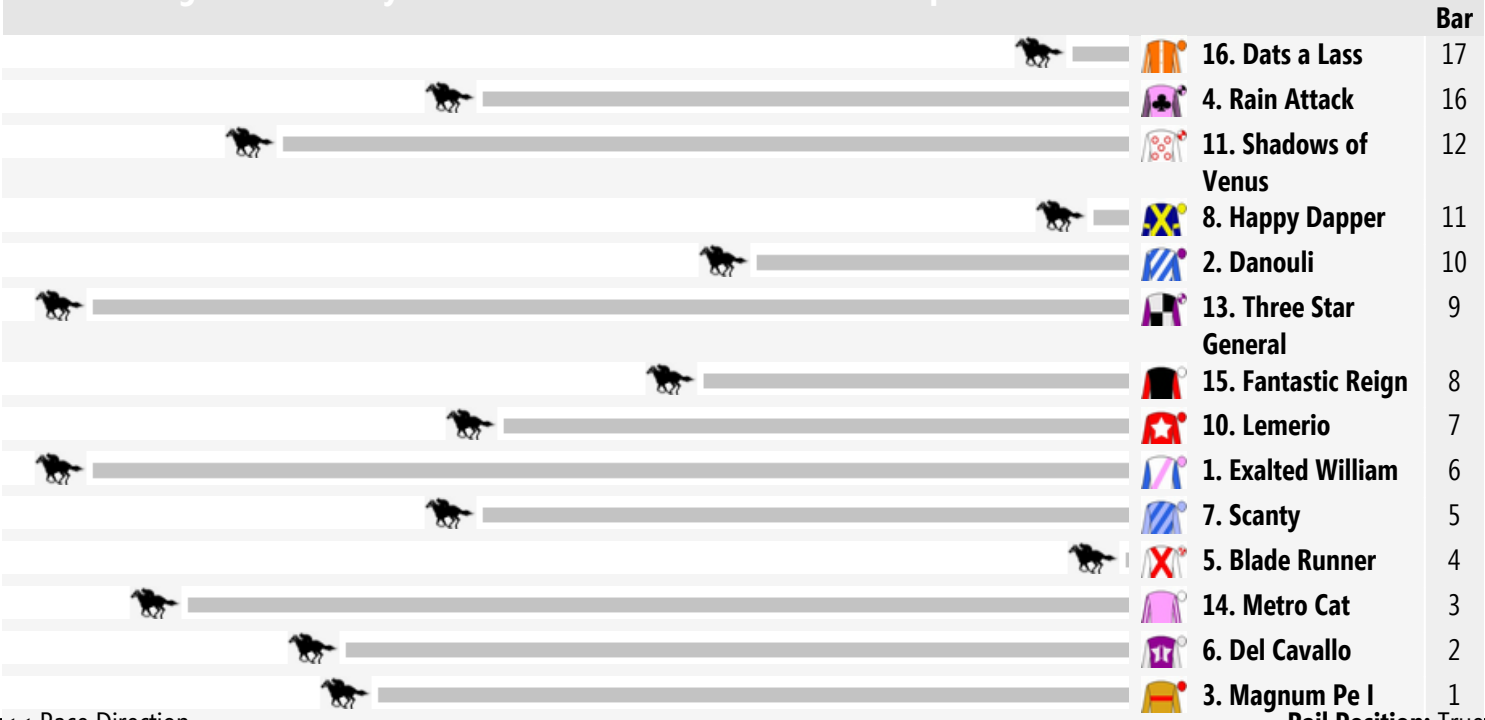 Bar
16. Dats a Lass 17
4. Rain Attack 16
11. Shadows of 12
Venus
8. Happy Dapper 11
2. Danouli 10
13. Three Star 9
General
15. Fantastic Reign 8
10. Lemerio 7
1. Exalted William 6
7. Scanty 5
5. Blade Runner 4
14. Metro Cat 3
6. Del Cavallo 2
3. Magnum Pe I 1
Race Direction
Rail Position: True